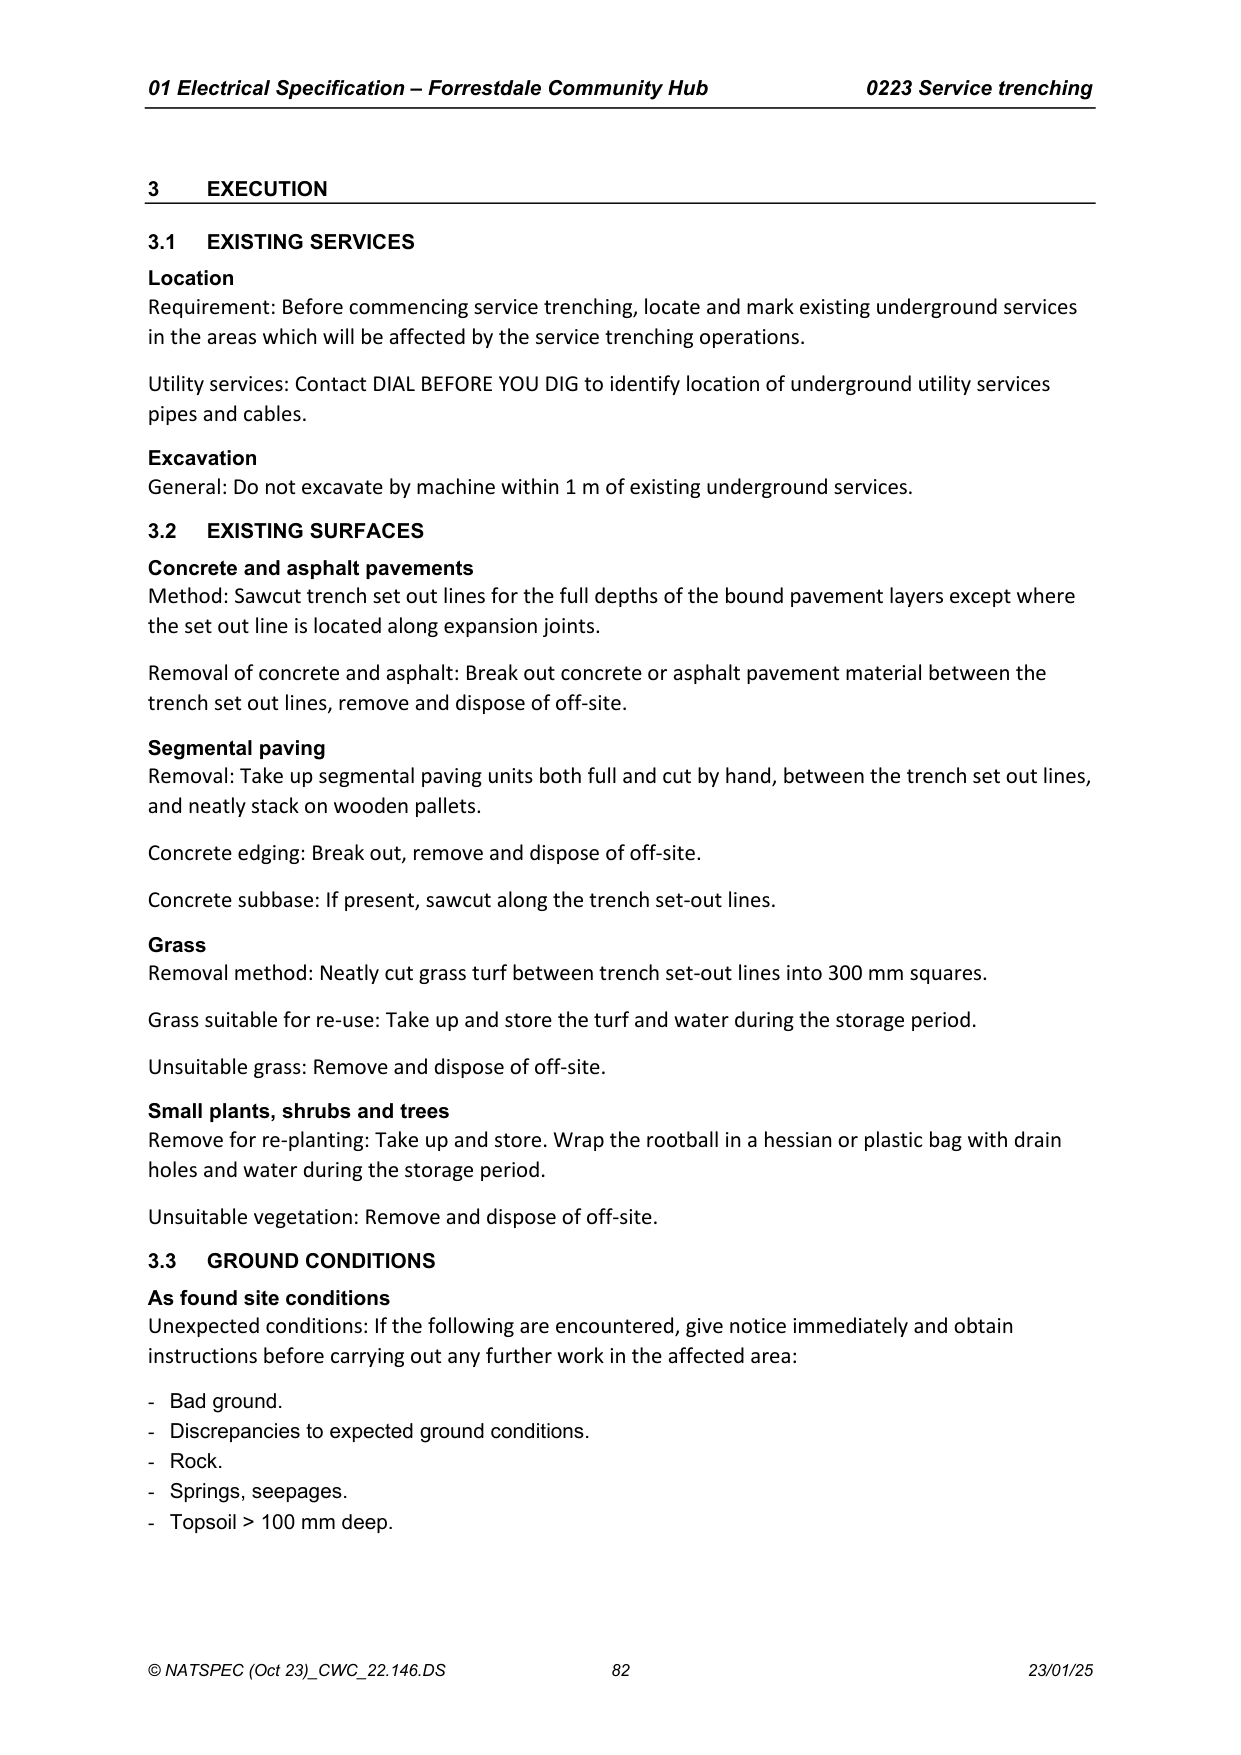 01 Electrical Specification – Forrestdale Community Hub 0223 Service trenching
3 EXECUTION
3.1 EXISTING SERVICES
Location
Requirement: Before commencing service trenching, locate and mark existing underground services
in the areas which will be affected by the service trenching operations.
Utility services: Contact DIAL BEFORE YOU DIG to identify location of underground utility services
pipes and cables.
Excavation
General: Do not excavate by machine within 1 m of existing underground services.
3.2 EXISTING SURFACES
Concrete and asphalt pavements
Method: Sawcut trench set out lines for the full depths of the bound pavement layers except where
the set out line is located along expansion joints.
Removal of concrete and asphalt: Break out concrete or asphalt pavement material between the
trench set out lines, remove and dispose of off-site.
Segmental paving
Removal: Take up segmental paving units both full and cut by hand, between the trench set out lines,
and neatly stack on wooden pallets.
Concrete edging: Break out, remove and dispose of off-site.
Concrete subbase: If present, sawcut along the trench set-out lines.
Grass
Removal method: Neatly cut grass turf between trench set-out lines into 300 mm squares.
Grass suitable for re-use: Take up and store the turf and water during the storage period.
Unsuitable grass: Remove and dispose of off-site.
Small plants, shrubs and trees
Remove for re-planting: Take up and store. Wrap the rootball in a hessian or plastic bag with drain
holes and water during the storage period.
Unsuitable vegetation: Remove and dispose of off-site.
3.3 GROUND CONDITIONS
As found site conditions
Unexpected conditions: If the following are encountered, give notice immediately and obtain
instructions before carrying out any further work in the affected area:
- Bad ground.
- Discrepancies to expected ground conditions.
- Rock.
- Springs, seepages.
- Topsoil > 100 mm deep.
© NATSPEC (Oct 23)_CWC_22.146.DS 82 23/01/25